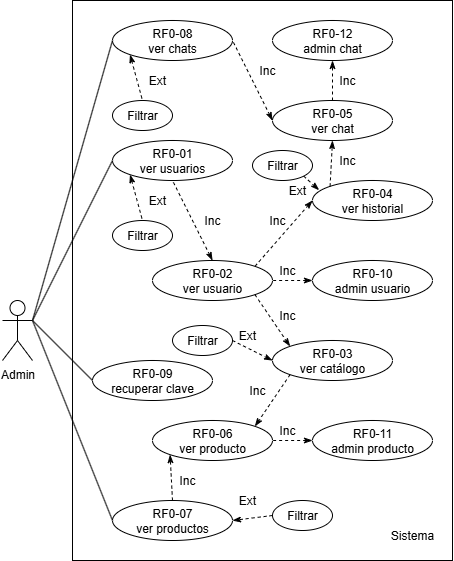 RF0-08
ver chats
RF0-12
admin chat
Inc
Ext
Inc
Filtrar
RF0-05
ver chat
RF0-01
ver usuarios
Inc
Filtrar
Ext
RF0-04
ver historial
Ext
Inc
Inc
Filtrar
RF0-02
ver usuario
Inc
RF0-10
admin usuario
Inc
Filtrar
Ext
RF0-03
ver catálogo
Admin
RF0-09
recuperar clave
Inc
RF0-06
ver producto
Inc
RF0-11
admin producto
Inc
Ext
RF0-07
ver productos
Filtrar
Sistema